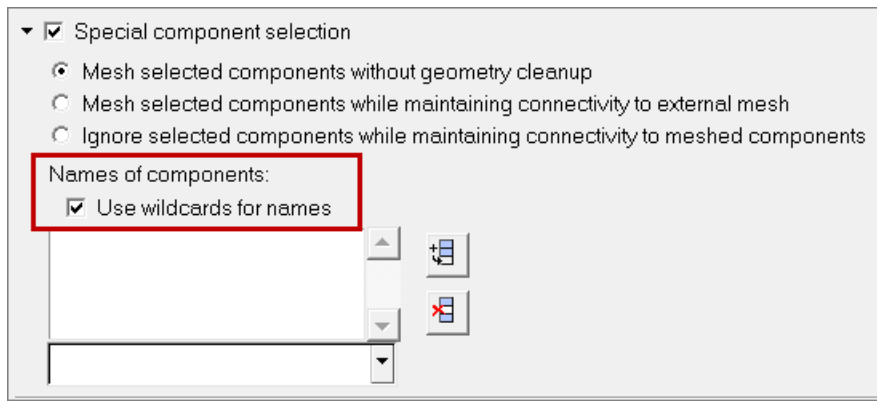 Special component selection
Mesh selected components without geometry cleanup
Mesh selected components while maintaining connectivity to external mesh
Ignore selected components while maintaining connectivity to meshed components
Names of components:
Use wildcards for names